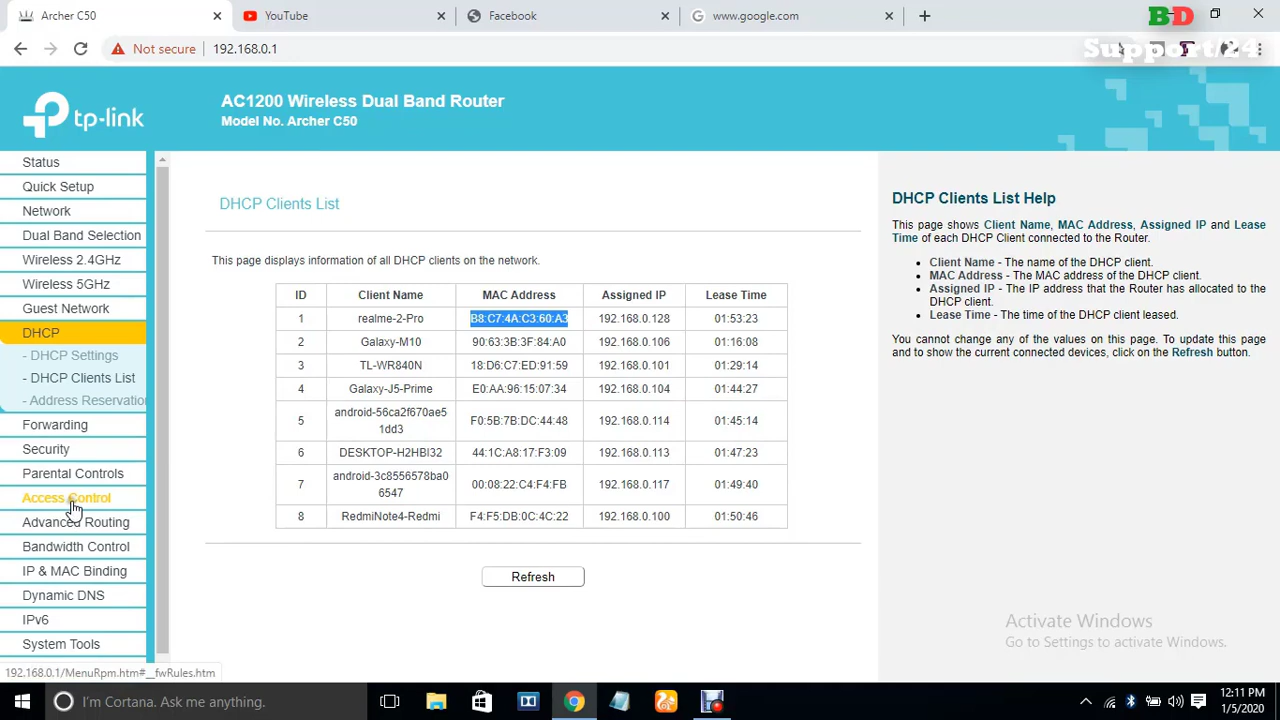 Archer C50
YouTube
Facebook
www.google.com
BD
Support/24
Not secure
192.168.0.1
tp-link
AC1200 Wireless Dual Band Router
Model No. Archer C50
Status
Quick Setup
Network
Dual Band Selection
Wireless 2.4GHz
Wireless 5GHz
Guest Network
DHCP
- DHCP Settings
- DHCP Clients List
- Address Reservation
Forwarding
Security
Parental Controls
Access Control
Advanced Routing
Bandwidth Control
IP & MAC Binding
Dynamic DNS
IPv6
System Tools
192.168.0.1/MenuRpm.htm#__fwRules.htm
DHCP Clients List
This page displays information of all DHCP clients on the network.
ID Client Name MAC Address Assigned IP Lease Time
1 realme-2-Pro B8:C7:4A:C3:60:A3 192.168.0.128 01:53:23
2 Galaxy-M10 90:63:3B:3F:84:A0 192.168.0.106 01:16:08
3 TL-WR840N 18:D6:C7:ED:91:59 192.168.0.101 01:29:14
4 Galaxy-J5-Prime E0:AA:96:15:07:34 192.168.0.104 01:44:27
5 android-56ca2f670ae5 F0:5B:7B:DC:44:48 192.168.0.114 01:45:14
1dd3
6 DESKTOP-H2HBI32 44:1C:A8:17:F3:09 192.168.0.113 01:47:23
7 android-3c8556578ba0 00:08:22:C4:F4:FB 192.168.0.117 01:49:40
6547
8 RedmiNote4-Redmi F4:F5:DB:0C:4C:22 192.168.0.100 01:50:46
Refresh
DHCP Clients List Help
This page shows Client Name, MAC Address, Assigned IP and Lease
Time of each DHCP Client connected to the Router.
Client Name - The name of the DHCP client.
MAC Address - The MAC address of the DHCP client.
Assigned IP - The IP address that the Router has allocated to the
DHCP client.
Lease Time - The time of the DHCP client leased.
You cannot change any of the values on this page. To update this page
and to show the current connected devices, click on the Refresh button.
Activate Windows
Go to Settings to activate Windows.
I'm Cortana. Ask me anything.
12:11 PM
1/5/2020